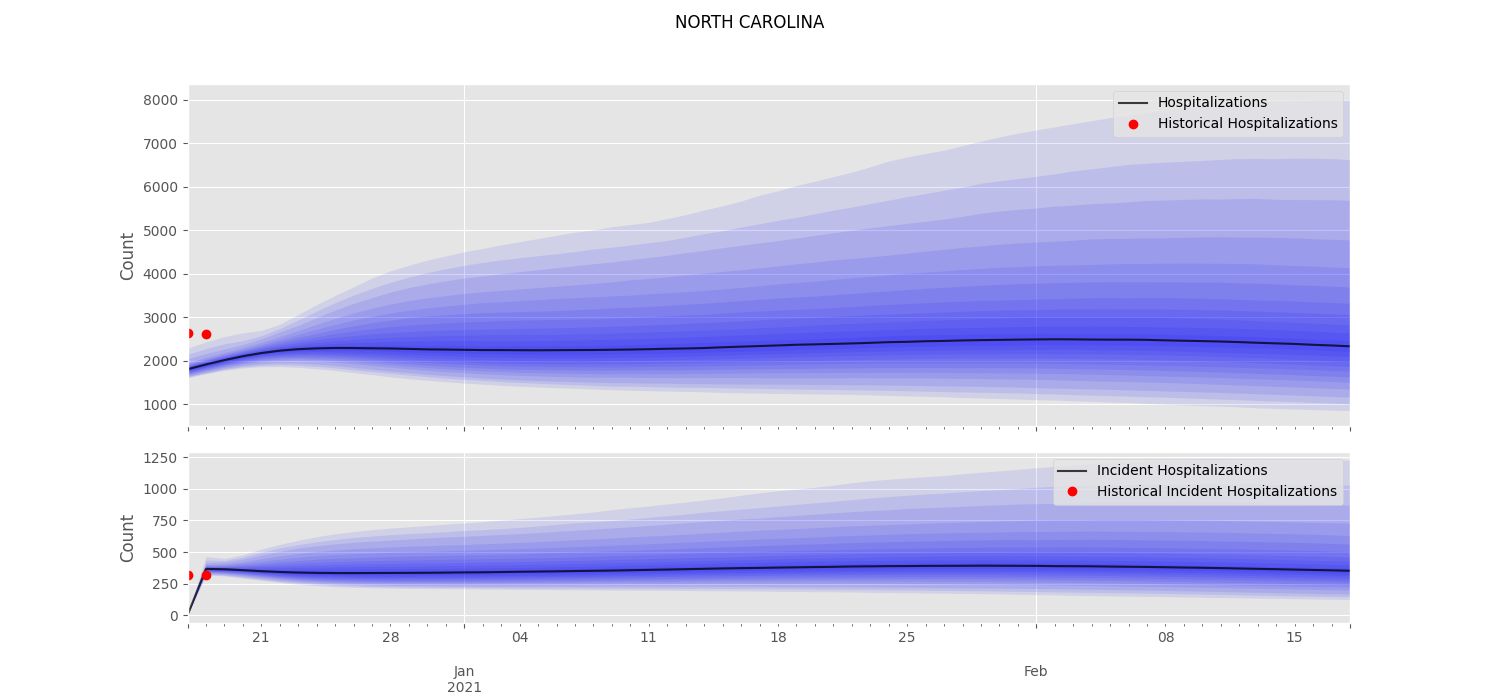 NORTH CAROLINA
Hospitalizations
Historical Hospitalizations
8000
7000
6000
5000
4000
3000
2000
1000
Count
Incident Hospitalizations
Historical Incident Hospitalizations
1250
1000
750
500
250
0
Count
21 28 04 11 18 25 08 15
Jan Feb
2021